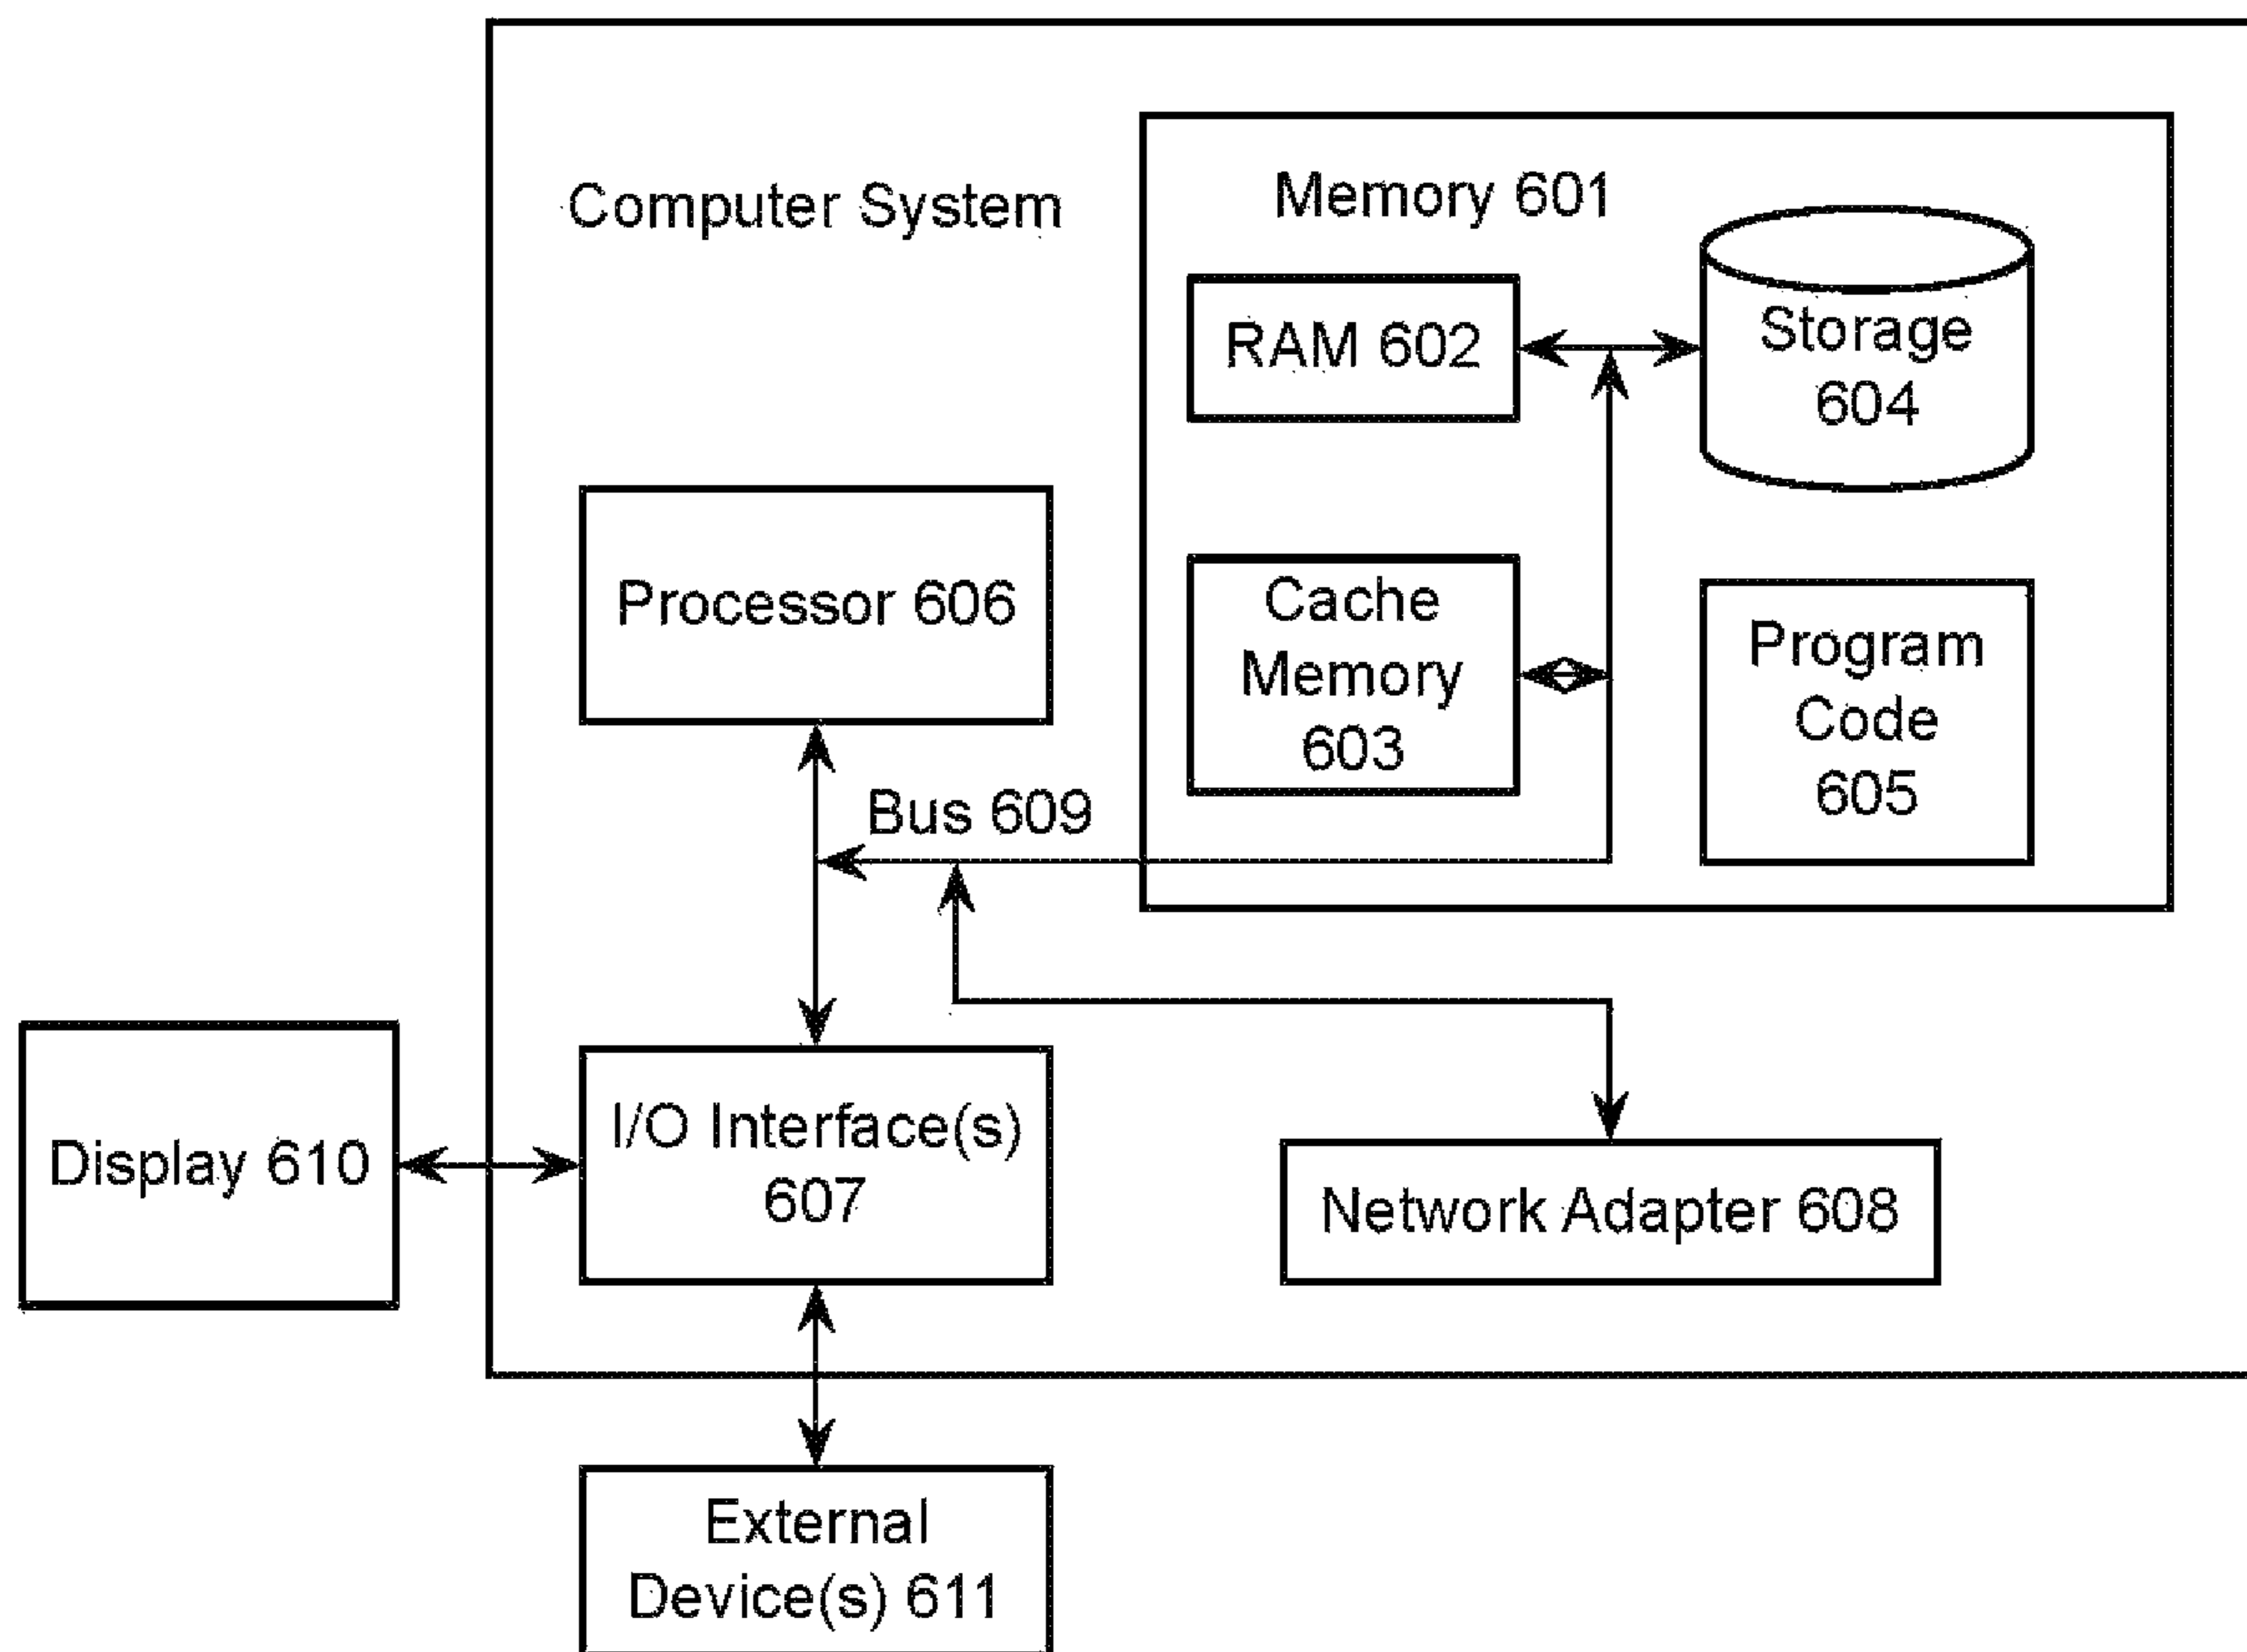 Computer System
Memory 601
RAM 602
Storage
604
Processor 606
Cache
Memory
603
Program
Code
605
Bus 609
Display 610
I/O Interface(s)
607
Network Adapter 608
External
Device(s) 611